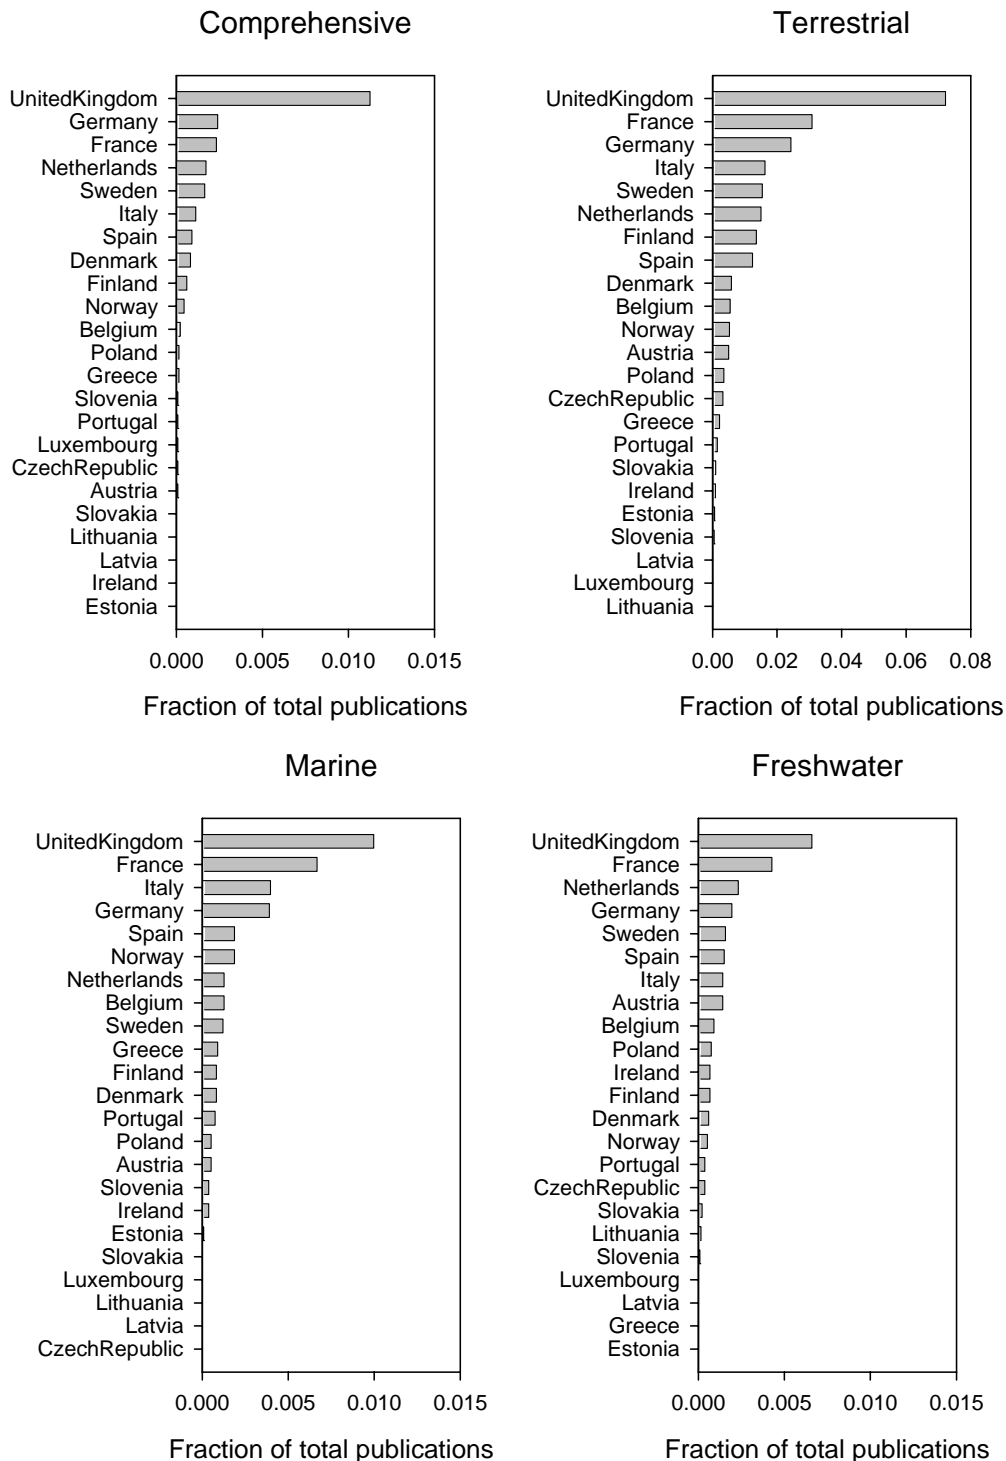 Comprehensive
UnitedKingdom
Germany
France
Netherlands
Sweden
Italy
Spain
Denmark
Finland
Norway
Belgium
Poland
Greece
Slovenia
Portugal
Luxembourg
CzechRepublic
Austria
Slovakia
Lithuania
Latvia
Ireland
Estonia
0.000 0.005 0.010 0.015
Fraction of total publications
Terrestrial
UnitedKingdom
France
Germany
Italy
Sweden
Netherlands
Finland
Spain
Denmark
Belgium
Norway
Austria
Poland
CzechRepublic
Greece
Portugal
Slovakia
Ireland
Estonia
Slovenia
Latvia
Luxembourg
Lithuania
0.00 0.02 0.04 0.06 0.08
Fraction of total publications
Marine
UnitedKingdom
France
Italy
Germany
Spain
Norway
Netherlands
Belgium
Sweden
Greece
Finland
Denmark
Portugal
Poland
Austria
Slovenia
Ireland
Estonia
Slovakia
Luxembourg
Lithuania
Latvia
CzechRepublic
0.000 0.005 0.010 0.015
Fraction of total publications
Freshwater
UnitedKingdom
France
Netherlands
Germany
Sweden
Spain
Italy
Austria
Belgium
Poland
Ireland
Finland
Denmark
Norway
Portugal
CzechRepublic
Slovakia
Lithuania
Slovenia
Luxembourg
Latvia
Greece
Estonia
0.000 0.005 0.010 0.015
Fraction of total publications